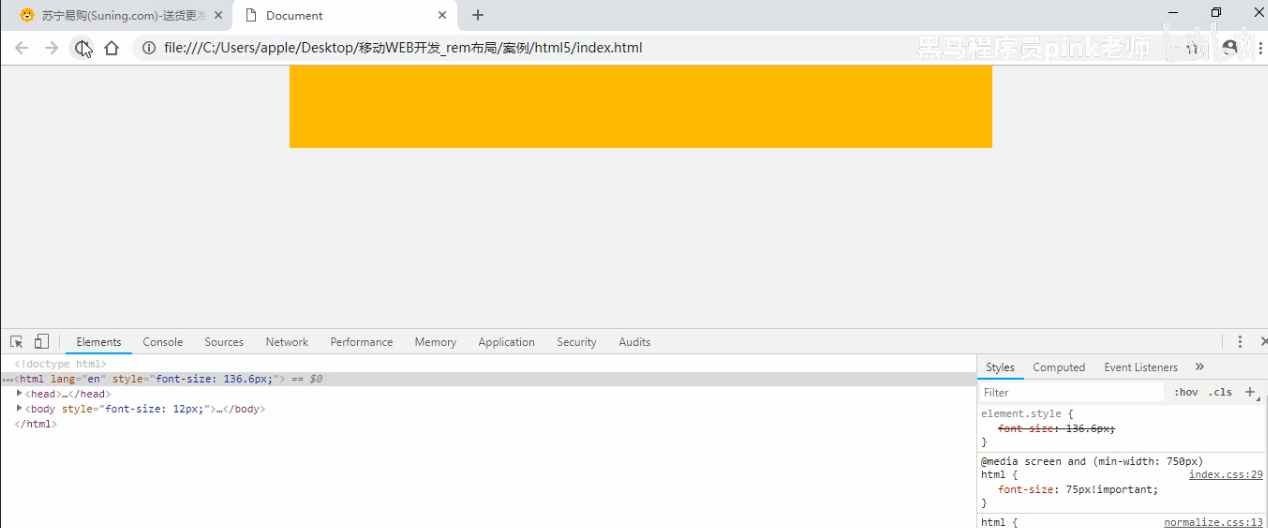 苏宁易购(Suning.com)-送货更准
Document
file:///C:/Users/apple/Desktop/移动WEB开发_rem布局/案例/html5/index.html
黑马程序员pink老师
Elements Console Sources Network Performance Memory Application Security Audits
<!doctype html>
<html lang="en" style="font-size: 136.6px;"> == $0
<head>…</head>
<body style="font-size: 12px;">…</body>
</html>
Styles Computed Event Listeners »
Filter :hov .cls +
element.style {
font-size: 136.6px;
}
@media screen and (min-width: 750px)
html { index.css:29
font-size: 75px!important;
}
html { normalize.css:13